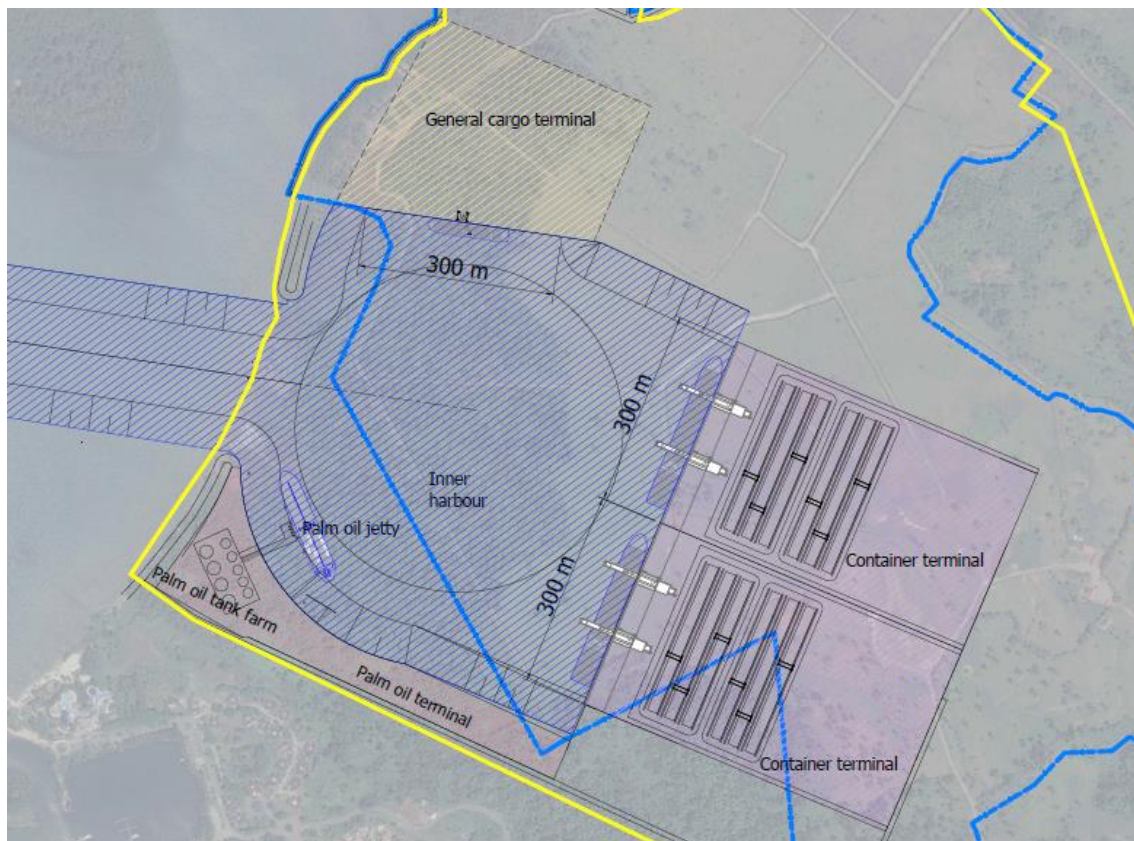 General cargo terminal
300 m
300 m
Inner
harbour
Palm oil jetty
300 m
Container terminal
Palm oil tank farm
Palm oil terminal
Container terminal